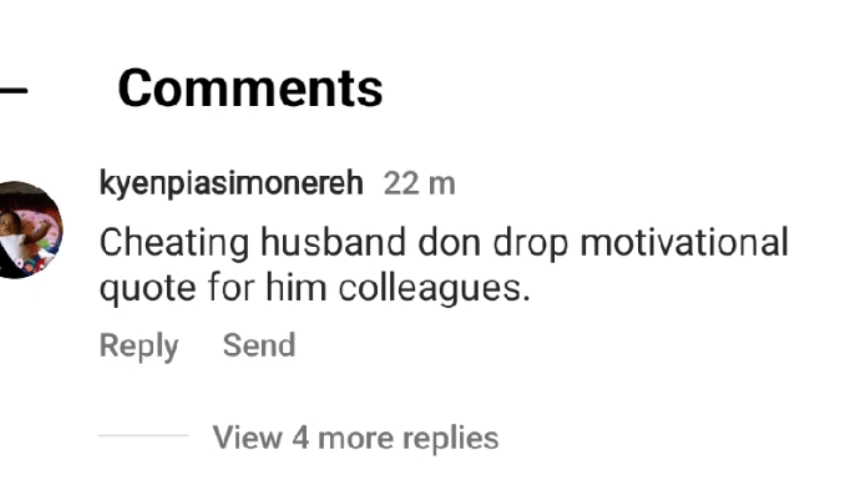 Comments
kyenpiasimonereh 22 m
Cheating husband don drop motivational
quote for him colleagues.
Reply Send
View 4 more replies